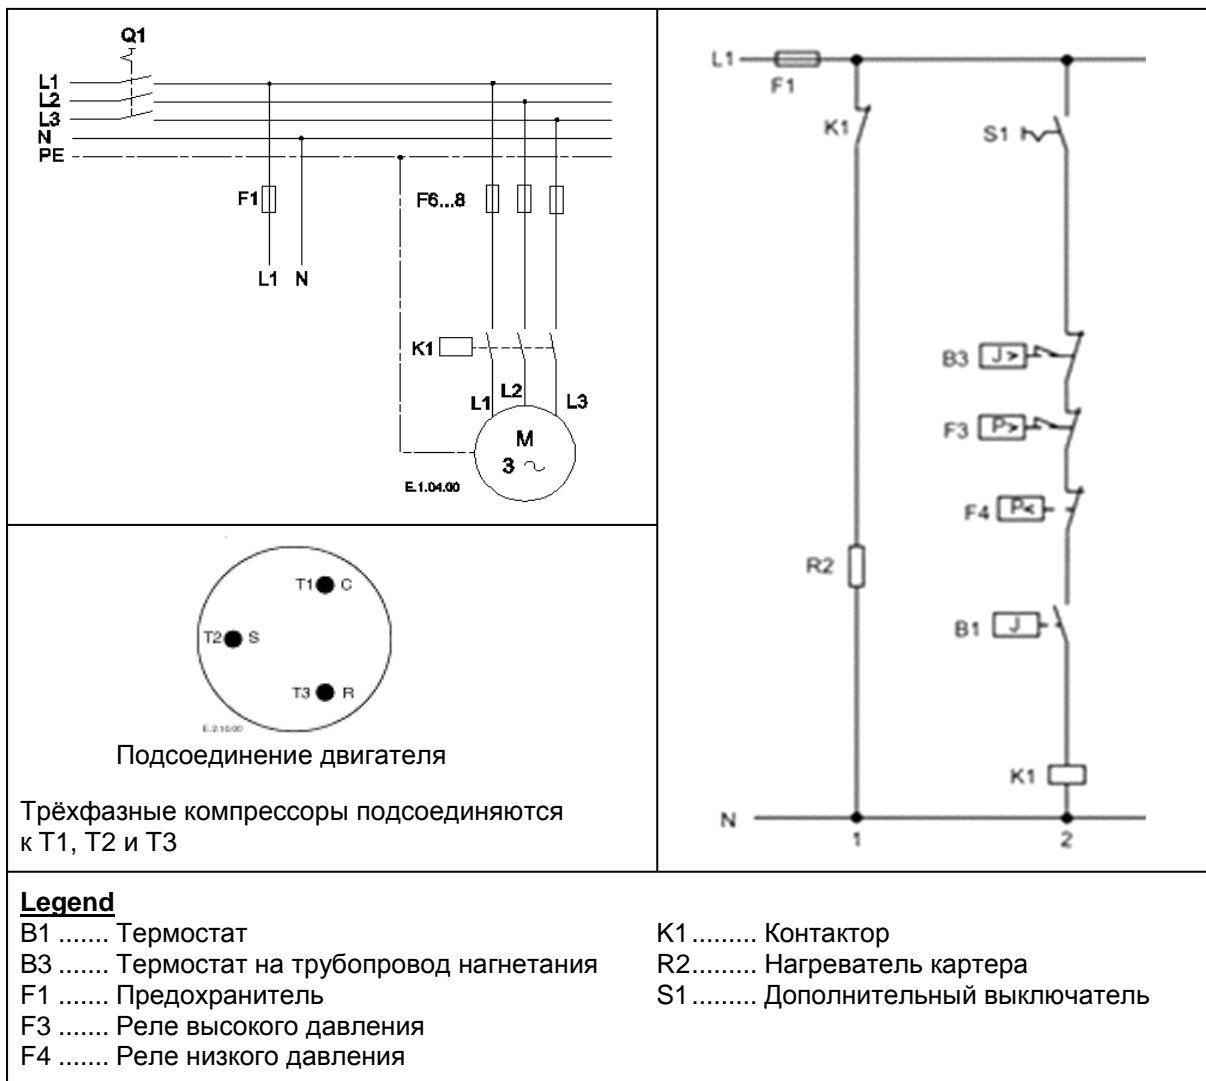 Q1
L1
L2
L3
N
PE
F1
F6...8
L1 N
K1
L1 L2 L3
M
3 ~
E.1.04.00
T1 C
T2 S
T3 R
E.2.10.00
Подсоединение двигателя
Трёхфазные компрессоры подсоединяются
к T1, T2 и T3
L1
F1
K1
S1
B3 J>
F3 P>
F4 P<
R2
B1 J
K1
N
1 2
Legend
B1 ....... Термостат
B3 ....... Термостат на трубопровод нагнетания
F1 ....... Предохранитель
F3 ....... Реле высокого давления
F4 ....... Реле низкого давления
K1 ......... Контактор
R2......... Нагреватель картера
S1 ......... Дополнительный выключатель